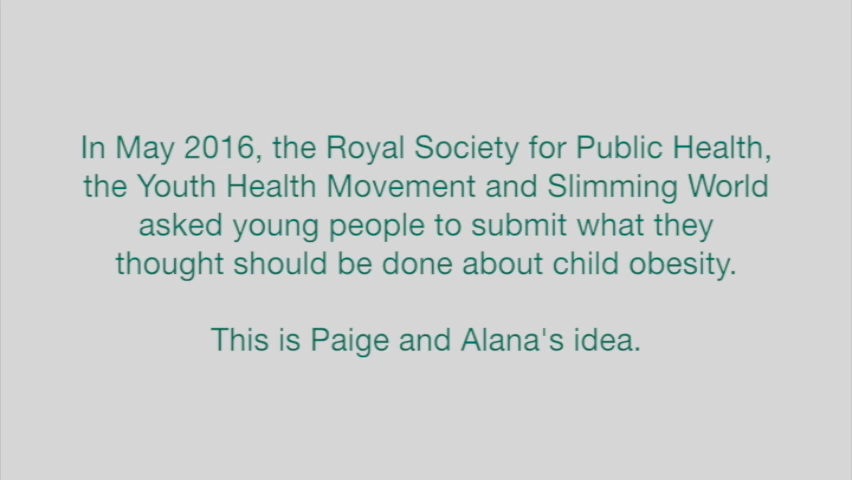 In May 2016, the Royal Society for Public Health,
the Youth Health Movement and Slimming World
asked young people to submit what they
thought should be done about child obesity.
This is Paige and Alana's idea.